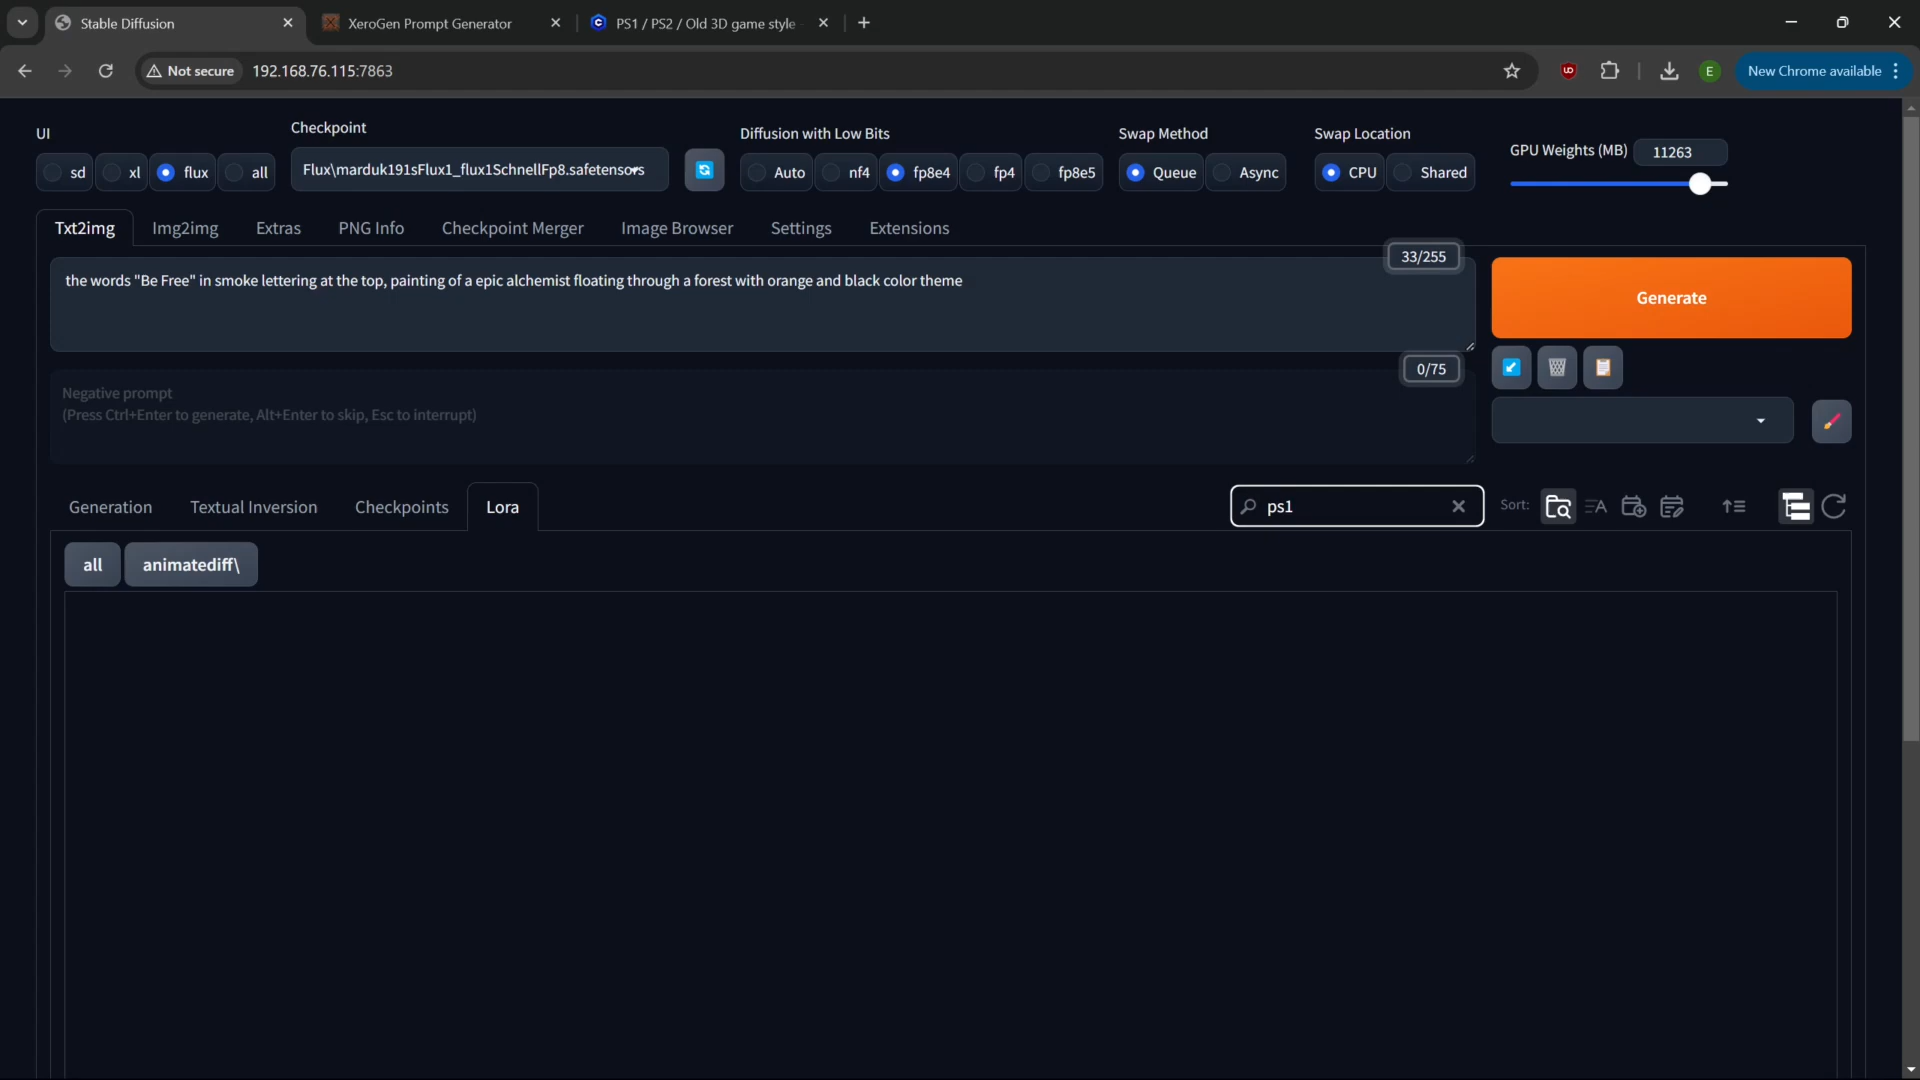 Stable Diffusion
XeroGen Prompt Generator
PS1 / PS2 / Old 3D game style
Not secure
192.168.76.115:7863
E
New Chrome available
UI
sd
xl
flux
all
Checkpoint
Flux\marduk191sFlux1_flux1SchnellFp8.safetensors
Diffusion with Low Bits
Auto
nf4
fp8e4
fp4
fp8e5
Swap Method
Queue
Async
Swap Location
CPU
Shared
GPU Weights (MB)
11263
Txt2img
Img2img
Extras
PNG Info
Checkpoint Merger
Image Browser
Settings
Extensions
33/255
the words "Be Free" in smoke lettering at the top, painting of a epic alchemist floating through a forest with orange and black color theme
Generate
0/75
Negative prompt
(Press Ctrl+Enter to generate, Alt+Enter to skip, Esc to interrupt)
Generation
Textual Inversion
Checkpoints
Lora
ps1
Sort:
all
animatediff\